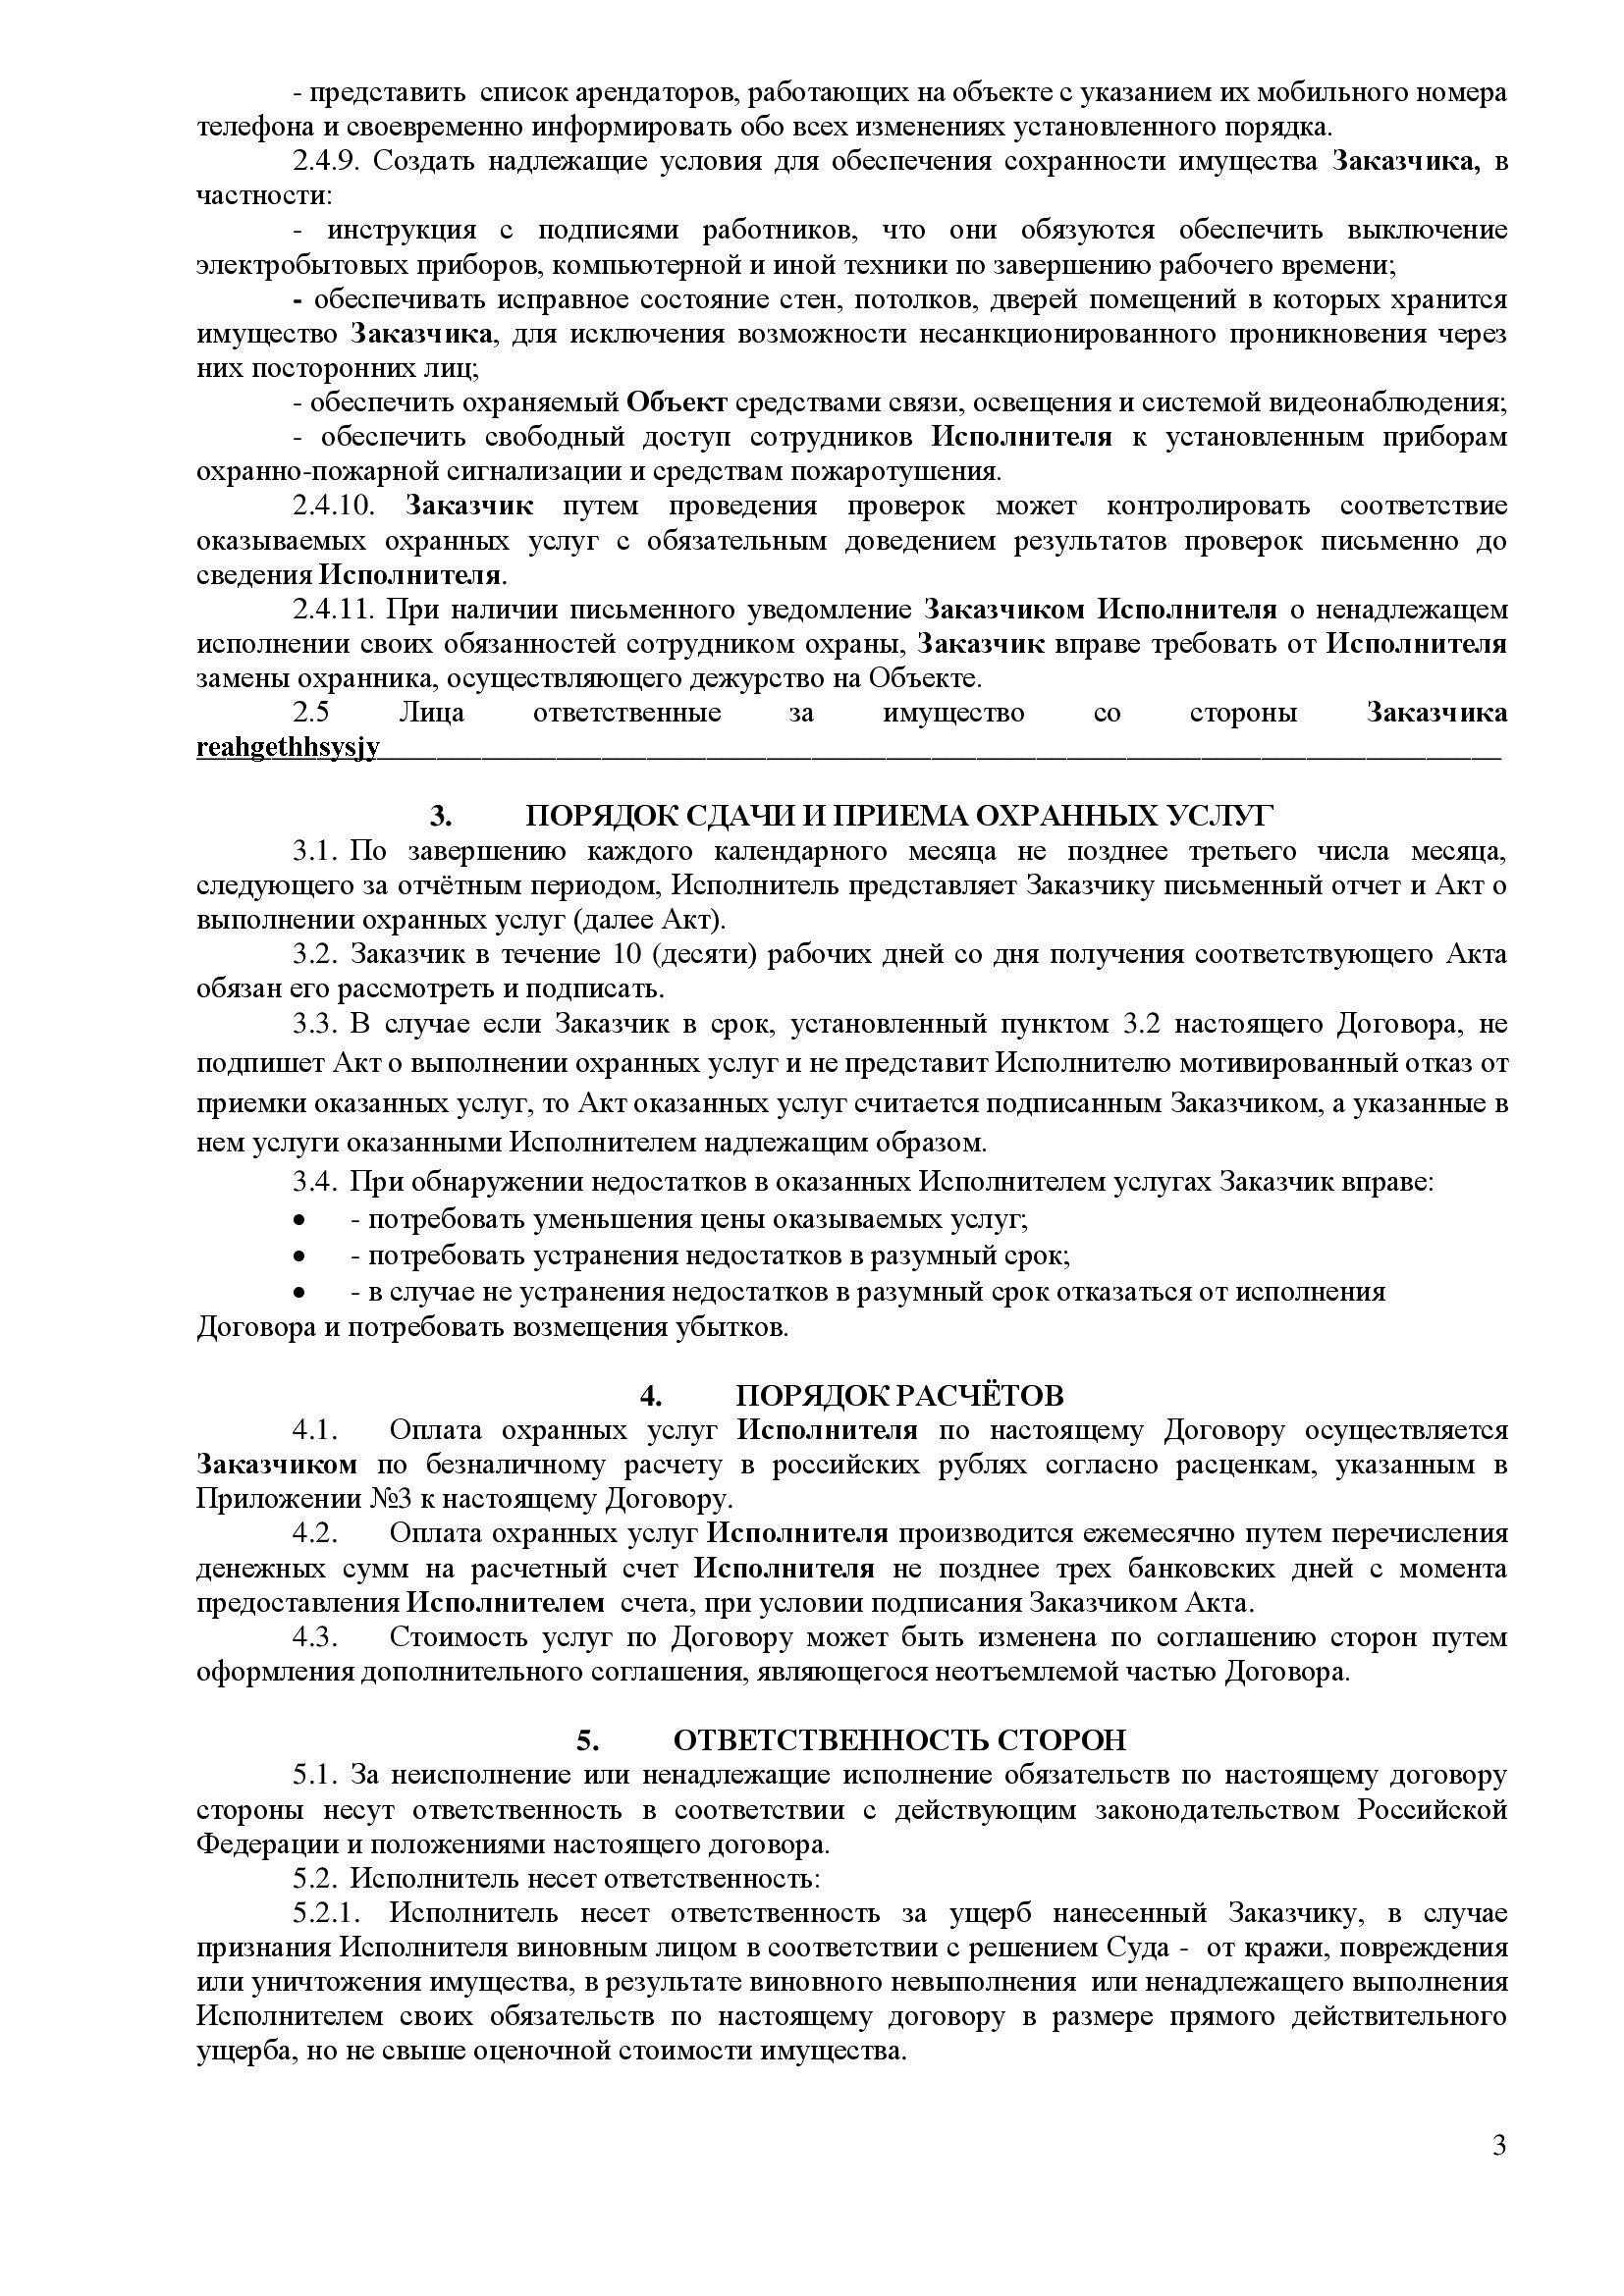 - представить  список арендаторов, работающих на объекте с указанием их мобильного номера
телефона и своевременно информировать обо всех изменениях установленного порядка.
2.4.9. Создать надлежащие условия для обеспечения сохранности имущества Заказчика, в
частности:
- инструкция с подписями работников, что они обязуются обеспечить выключение
электробытовых приборов, компьютерной и иной техники по завершению рабочего времени;
- обеспечивать исправное состояние стен, потолков, дверей помещений в которых хранится
имущество Заказчика, для исключения возможности несанкционированного проникновения через
них посторонних лиц;
- обеспечить охраняемый Объект средствами связи, освещения и системой видеонаблюдения;
- обеспечить свободный доступ сотрудников Исполнителя к установленным приборам
охранно-пожарной сигнализации и средствам пожаротушения.
2.4.10. Заказчик путем проведения проверок может контролировать соответствие
оказываемых охранных услуг с обязательным доведением результатов проверок письменно до
сведения Исполнителя.
2.4.11. При наличии письменного уведомление Заказчиком Исполнителя о ненадлежащем
исполнении своих обязанностей сотрудником охраны, Заказчик вправе требовать от Исполнителя
замены охранника, осуществляющего дежурство на Объекте.
2.5 Лица ответственные за имущество со стороны Заказчика
reahgethhsysjy
3. ПОРЯДОК СДАЧИ И ПРИЕМА ОХРАННЫХ УСЛУГ
3.1. По завершению каждого календарного месяца не позднее третьего числа месяца,
следующего за отчётным периодом, Исполнитель представляет Заказчику письменный отчет и Акт о
выполнении охранных услуг (далее Акт).
3.2. Заказчик в течение 10 (десяти) рабочих дней со дня получения соответствующего Акта
обязан его рассмотреть и подписать.
3.3. В случае если Заказчик в срок, установленный пунктом 3.2 настоящего Договора, не
подпишет Акт о выполнении охранных услуг и не представит Исполнителю мотивированный отказ от
приемки оказанных услуг, то Акт оказанных услуг считается подписанным Заказчиком, а указанные в
нем услуги оказанными Исполнителем надлежащим образом.
3.4. При обнаружении недостатков в оказанных Исполнителем услугах Заказчик вправе:
• - потребовать уменьшения цены оказываемых услуг;
• - потребовать устранения недостатков в разумный срок;
• - в случае не устранения недостатков в разумный срок отказаться от исполнения
Договора и потребовать возмещения убытков.
4. ПОРЯДОК РАСЧЁТОВ
4.1. Оплата охранных услуг Исполнителя по настоящему Договору осуществляется
Заказчиком по безналичному расчету в российских рублях согласно расценкам, указанным в
Приложении №3 к настоящему Договору.
4.2. Оплата охранных услуг Исполнителя производится ежемесячно путем перечисления
денежных сумм на расчетный счет Исполнителя не позднее трех банковских дней с момента
предоставления Исполнителем  счета, при условии подписания Заказчиком Акта.
4.3. Стоимость услуг по Договору может быть изменена по соглашению сторон путем
оформления дополнительного соглашения, являющегося неотъемлемой частью Договора.
5. ОТВЕТСТВЕННОСТЬ СТОРОН
5.1. За неисполнение или ненадлежащие исполнение обязательств по настоящему договору
стороны несут ответственность в соответствии с действующим законодательством Российской
Федерации и положениями настоящего договора.
5.2. Исполнитель несет ответственность:
5.2.1. Исполнитель несет ответственность за ущерб нанесенный Заказчику, в случае
признания Исполнителя виновным лицом в соответствии с решением Суда -  от кражи, повреждения
или уничтожения имущества, в результате виновного невыполнения  или ненадлежащего выполнения
Исполнителем своих обязательств по настоящему договору в размере прямого действительного
ущерба, но не свыше оценочной стоимости имущества.
3